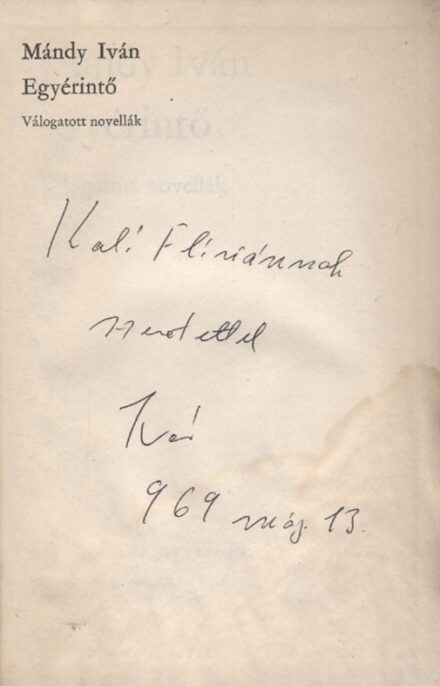 Mándy Iván
Egyérintő
Válogatott novellák
Kali Flóriánnak
szeretettel
Iván
969 máj. 13.